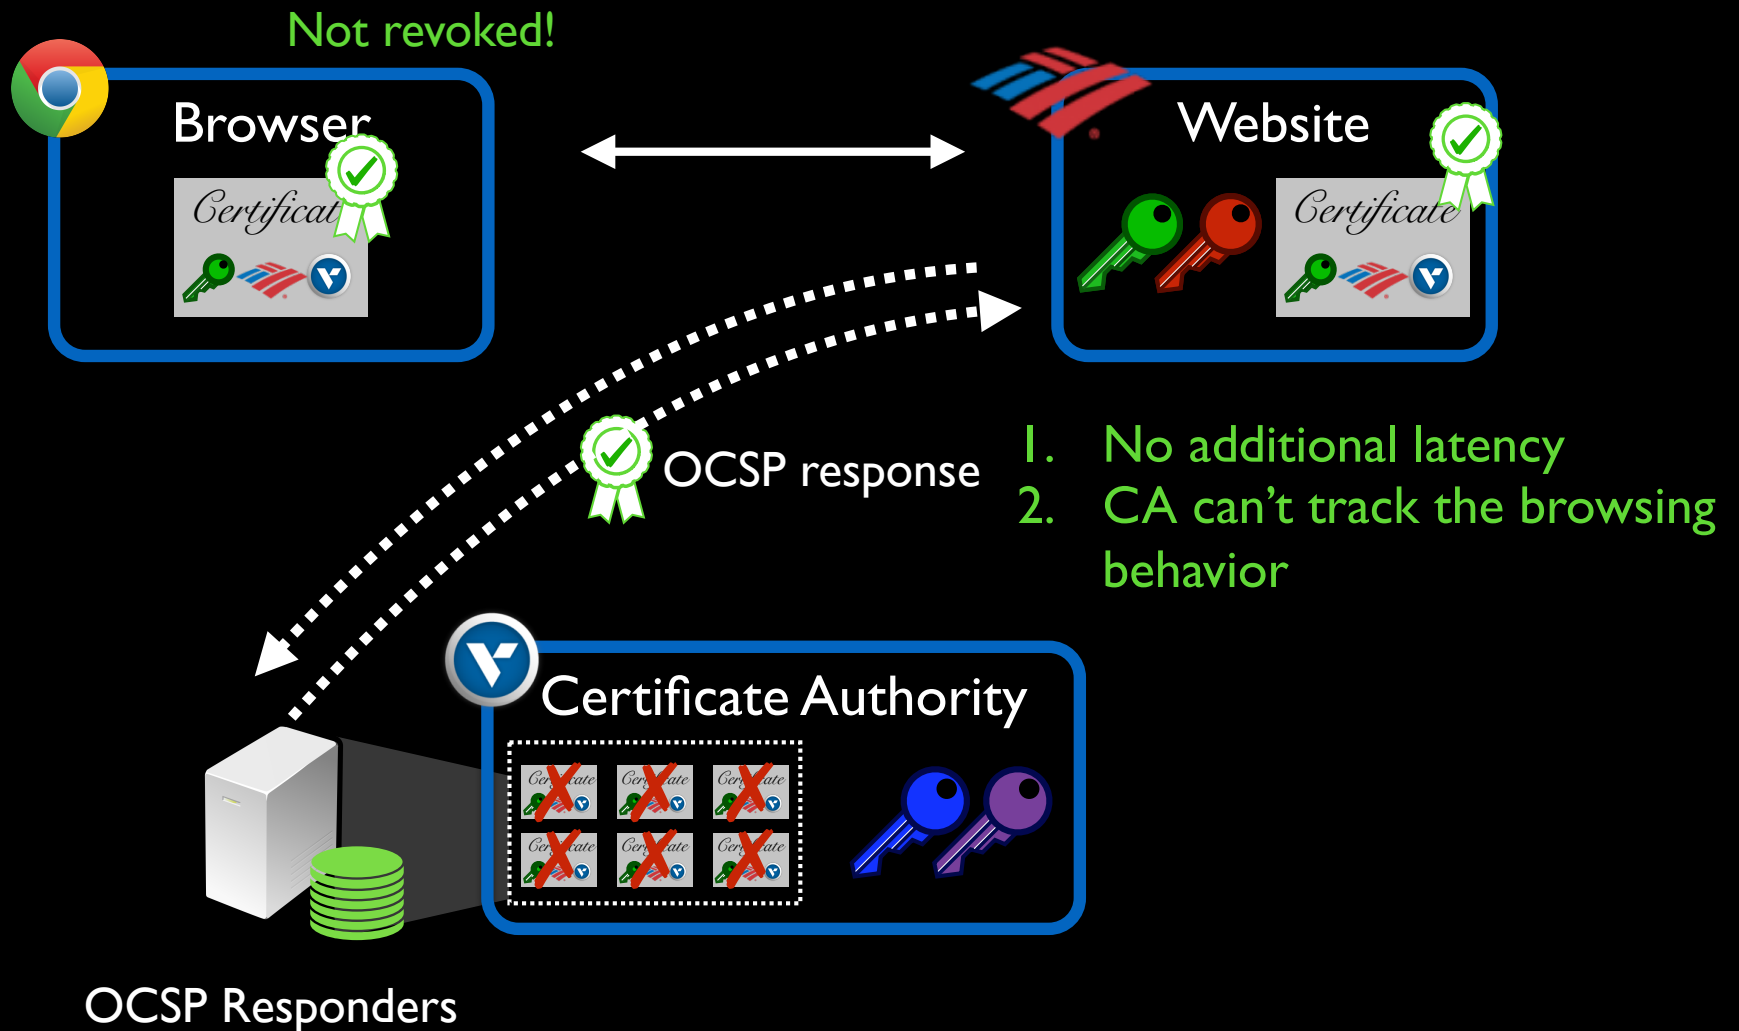 Not revoked!
Browser
Website
Certificat
Certificate
OCSP response
1. No additional latency
2. CA can't track the browsing
behavior
Certificate Authority
OCSP Responders